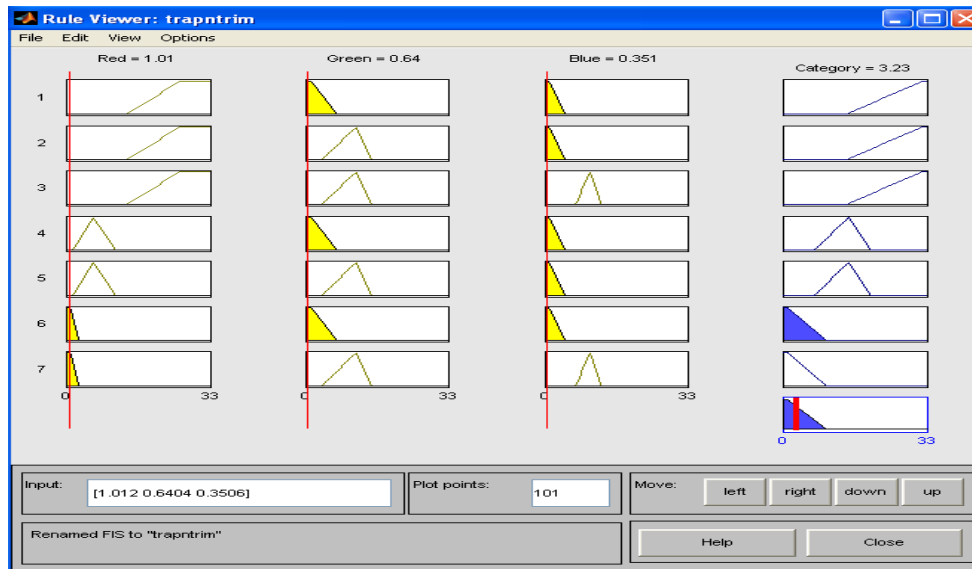 Rule Viewer: trapntrim
File Edit View Options
Red = 1.01 Green = 0.64 Blue = 0.351 Category = 3.23
1
2
3
4
5
6
7
0 33 0 33 0 33
0 33
Input: [1.012 0.6404 0.3506] Plot points: 101 Move: left right down up
Renamed FIS to "trapntrim" Help Close